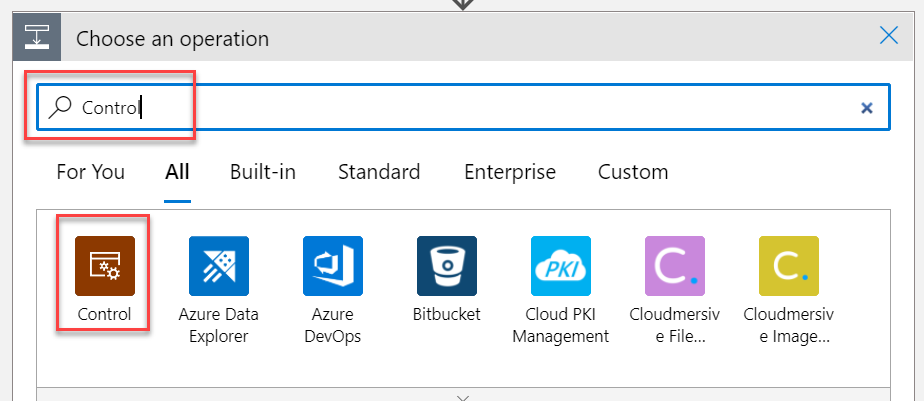 Choose an operation
Control
For You All Built-in Standard Enterprise Custom
PKI
C. C.
Control Azure Data Azure Bitbucket Cloud PKI Cloudmersiv Cloudmersiv
Explorer DevOps Management e File... e Image...